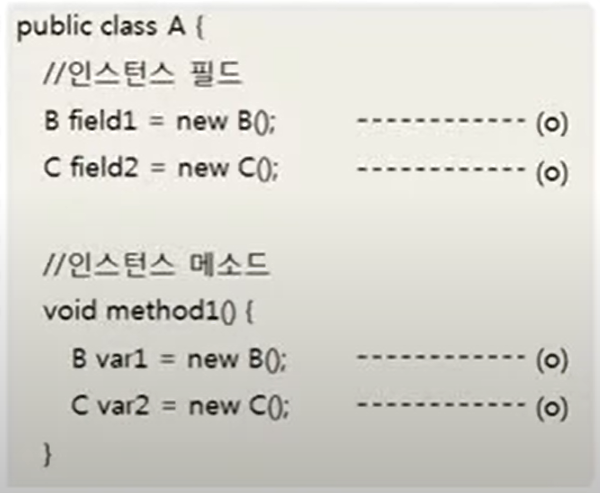 public class A {
//인스턴스 필드
B field1 = new B(); ------------ (o)
C field2 = new C(); ------------ (o)
//인스턴스 메소드
void method1() {
B var1 = new B(); ------------ (o)
C var2 = new C(); ------------ (o)
}